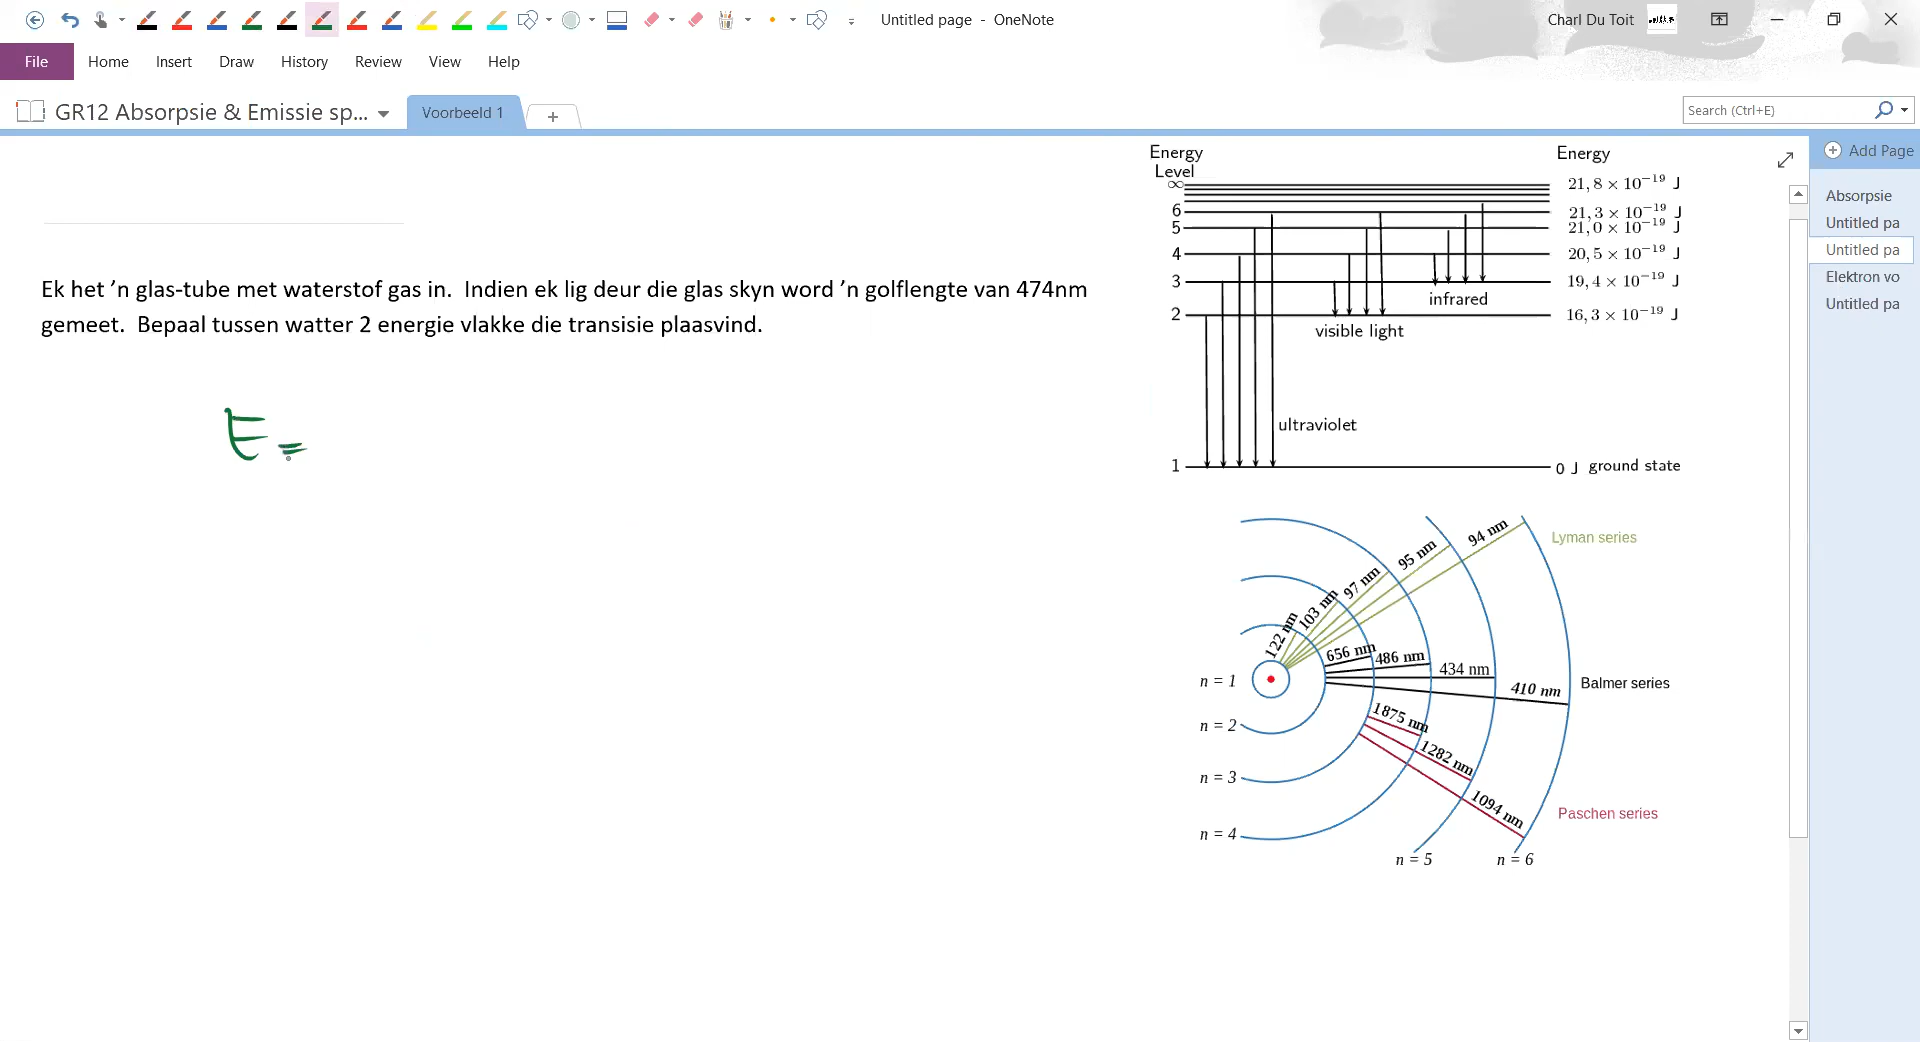 Untitled page - OneNote
Charl Du Toit
File
Home
Insert
Draw
History
Review
View
Help
GR12 Absorpsie & Emissie sp...
Voorbeeld 1
+
Search (Ctrl+E)
Add Page
Absorpsie
Untitled pa
Untitled pa
Elektron vo
Untitled pa
Ek het 'n glas-tube met waterstof gas in. Indien ek lig deur die glas skyn word 'n golflengte van 474nm
gemeet. Bepaal tussen watter 2 energie vlakke die transisie plaasvind.
E =
Energy
Level
Energy
∞
21, 8 × 10⁻¹⁹ J
6
21, 3 × 10⁻¹⁹ J
5
21, 0 × 10⁻¹⁹ J
4
20, 5 × 10⁻¹⁹ J
3
19, 4 × 10⁻¹⁹ J
infrared
2
16, 3 × 10⁻¹⁹ J
visible light
ultraviolet
1
0 J ground state
94 nm
Lyman series
95 nm
97 nm
103 nm
122 nm
656 nm
486 nm
434 nm
410 nm
Balmer series
n = 1
n = 2
1875 nm
1282 nm
n = 3
1094 nm
Paschen series
n = 4
n = 5
n = 6